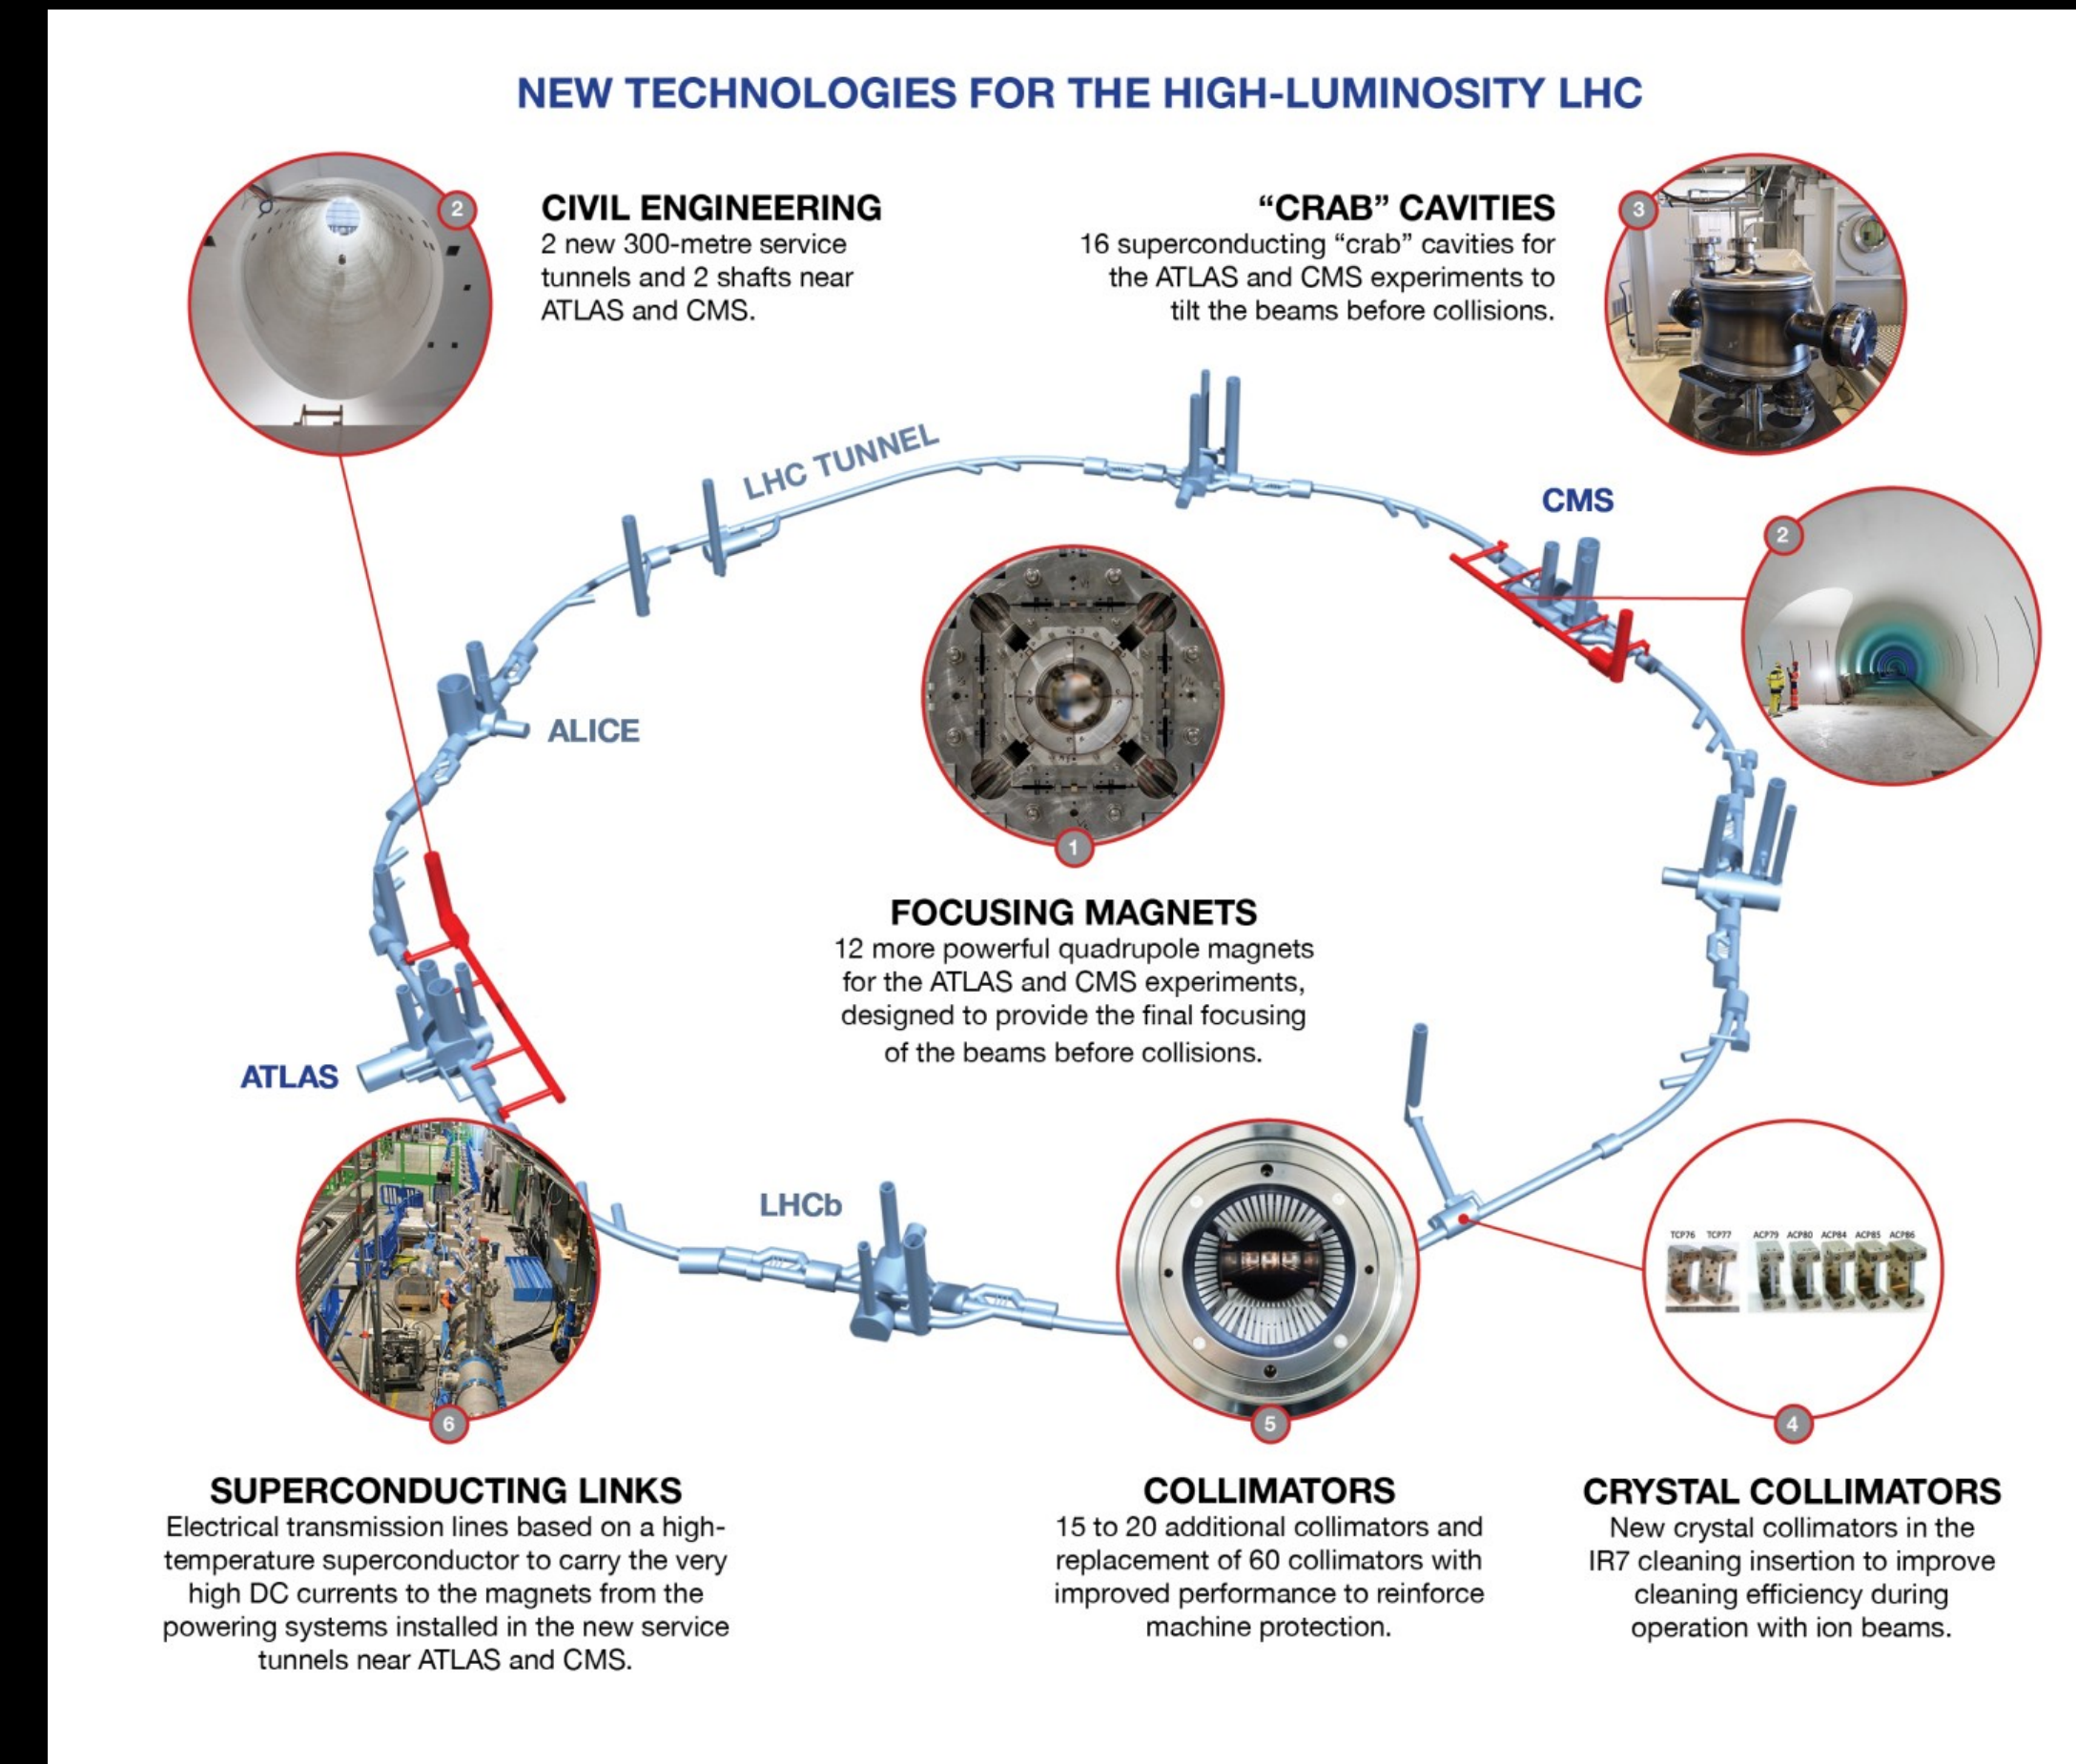 NEW TECHNOLOGIES FOR THE HIGH-LUMINOSITY LHC
2
CIVIL ENGINEERING
2 new 300-metre service
tunnels and 2 shafts near
ATLAS and CMS.
"CRAB" CAVITIES
16 superconducting "crab" cavities for
the ATLAS and CMS experiments to
tilt the beams before collisions.
3
LHC TUNNEL
CMS
2
ALICE
1
FOCUSING MAGNETS
12 more powerful quadrupole magnets
for the ATLAS and CMS experiments,
designed to provide the final focusing
of the beams before collisions.
ATLAS
LHCb
TCP76 TCP77 ACP79 ACP80 ACP84 ACP85 ACP86
6
SUPERCONDUCTING LINKS
Electrical transmission lines based on a high-
temperature superconductor to carry the very
high DC currents to the magnets from the
powering systems installed in the new service
tunnels near ATLAS and CMS.
5
COLLIMATORS
15 to 20 additional collimators and
replacement of 60 collimators with
improved performance to reinforce
machine protection.
4
CRYSTAL COLLIMATORS
New crystal collimators in the
IR7 cleaning insertion to improve
cleaning efficiency during
operation with ion beams.